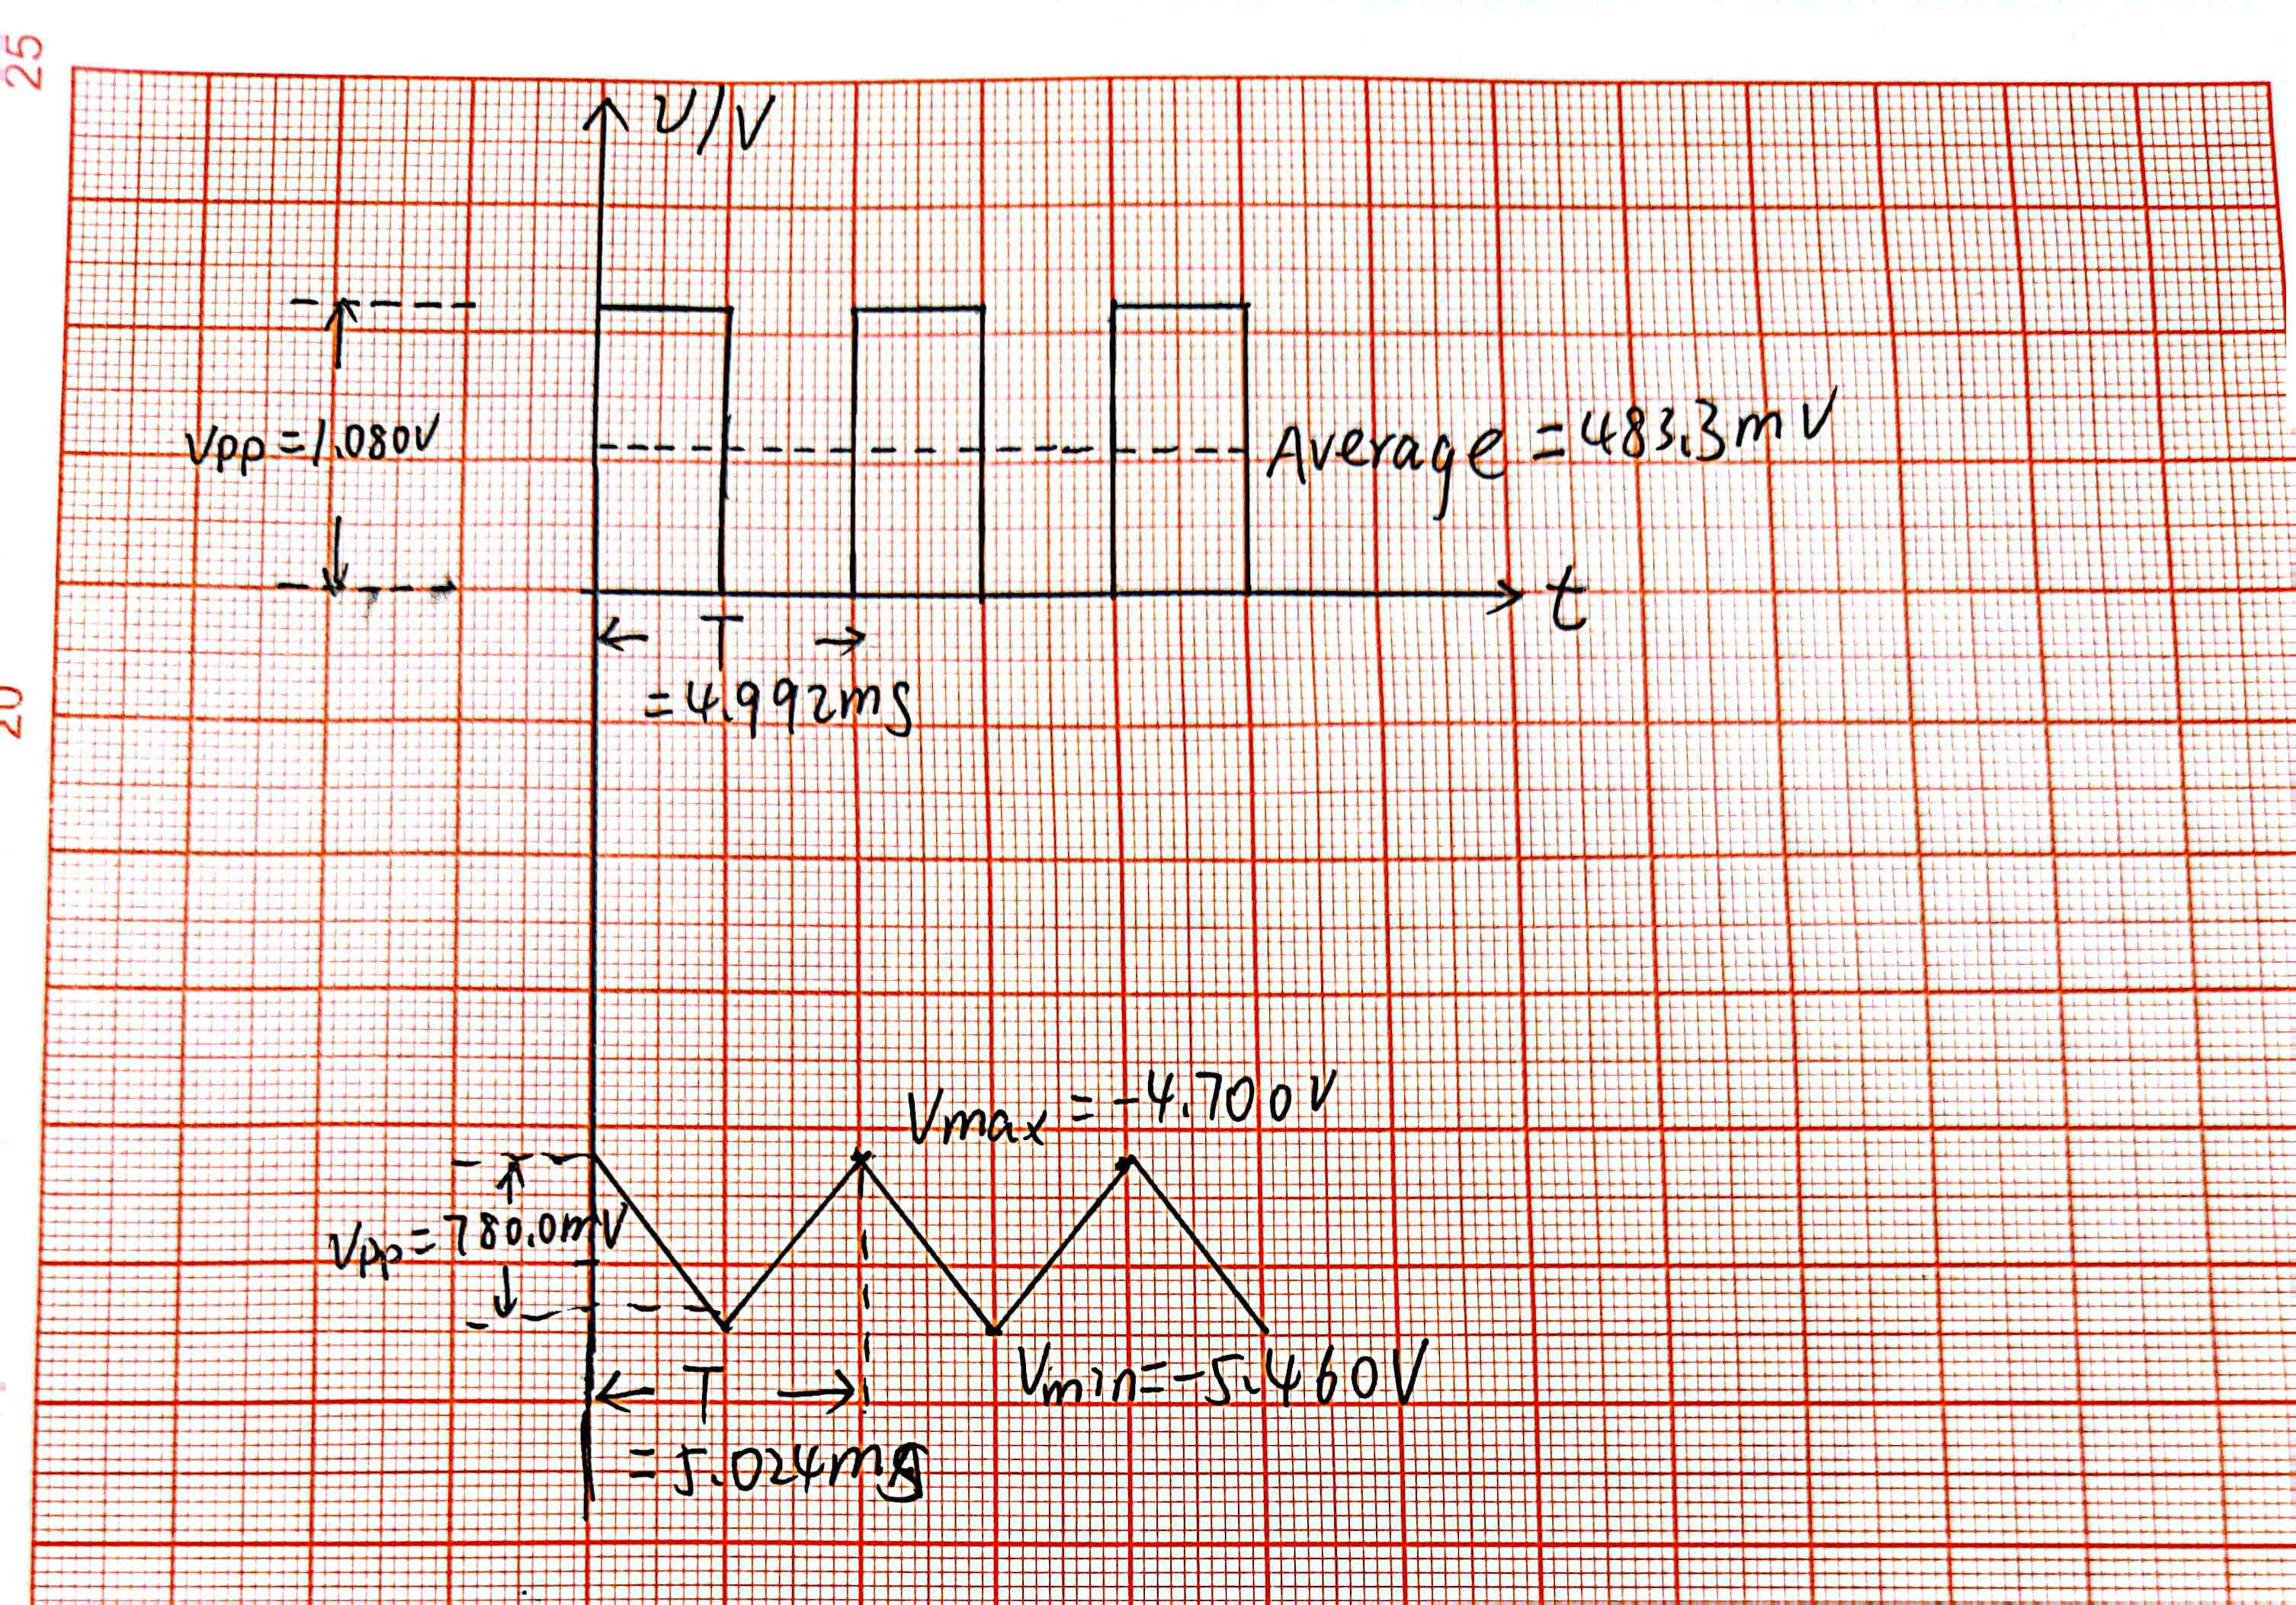 25
υ/V
Vpp=1.080V
Average=483.3mV
t
T
=4.992ms
20
Vmax=-4.700V
Vpp=780.0mV
Vmin=-5.460V
T
=5.024ms